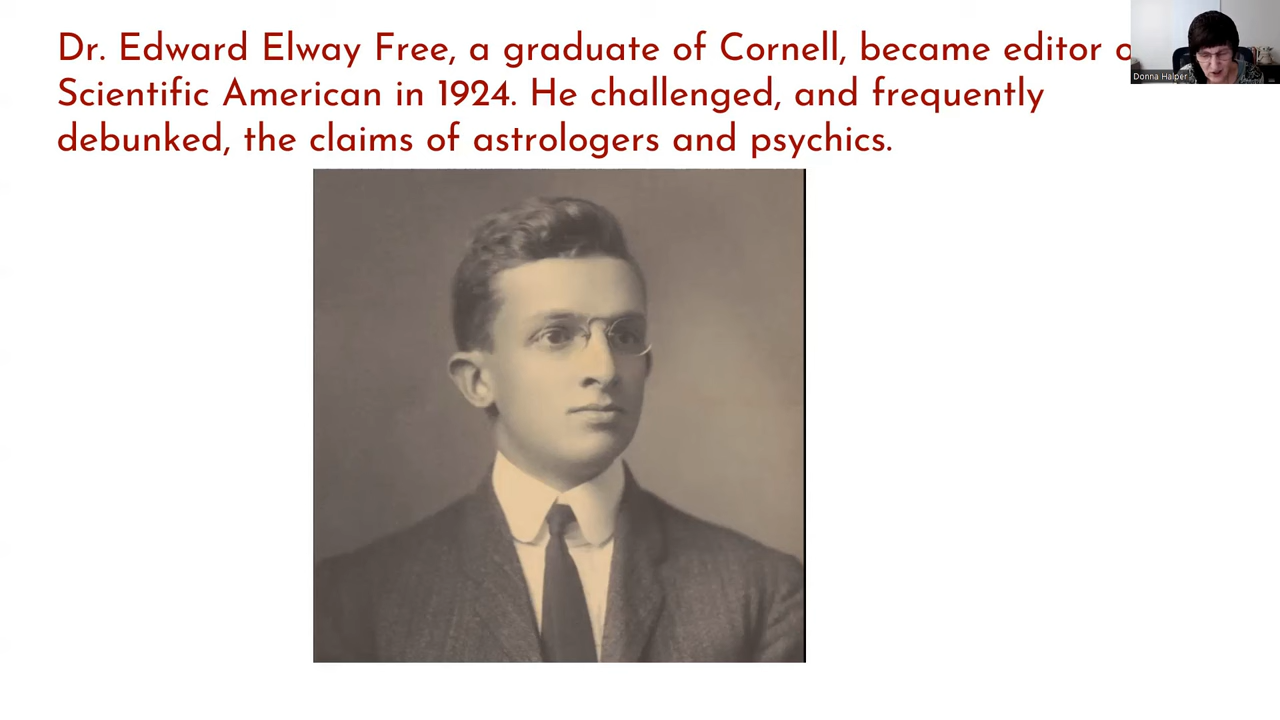 Dr. Edward Elway Free, a graduate of Cornell, became editor
Scientific American in 1924. He challenged, and frequently
debunked, the claims of astrologers and psychics.
Donna Halper